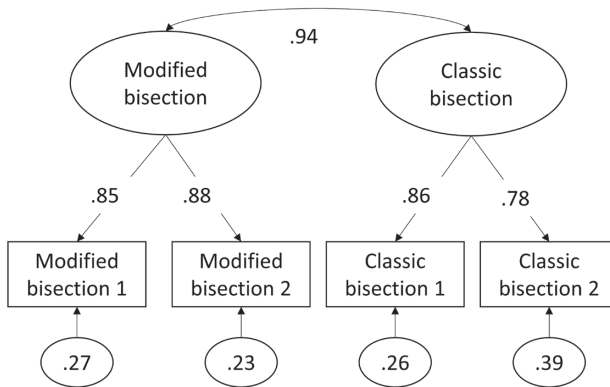 .94
Modified
bisection
Classic
bisection
.85
.88
.86
.78
Modified
bisection 1
Modified
bisection 2
Classic
bisection 1
Classic
bisection 2
.27
.23
.26
.39